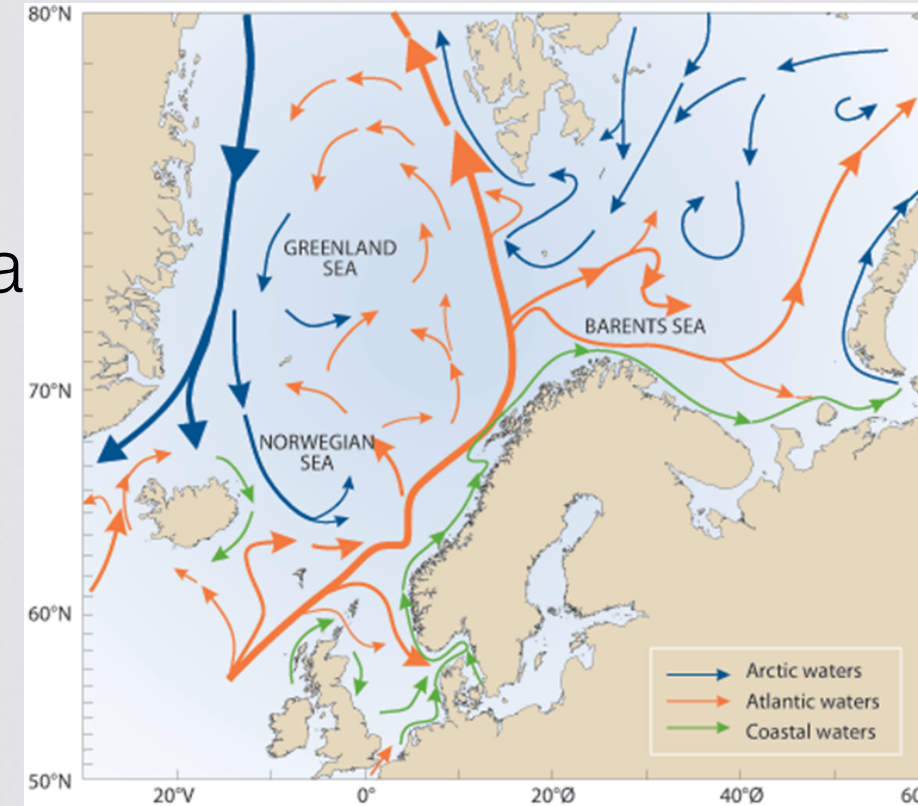 80°N
a
GREENLAND
SEA
BARENTS SEA
70°N
NORWEGIAN
SEA
60°N
Arctic waters
Atlantic waters
Coastal waters
50°N
20°V
0°
20°Ø
40°Ø
60